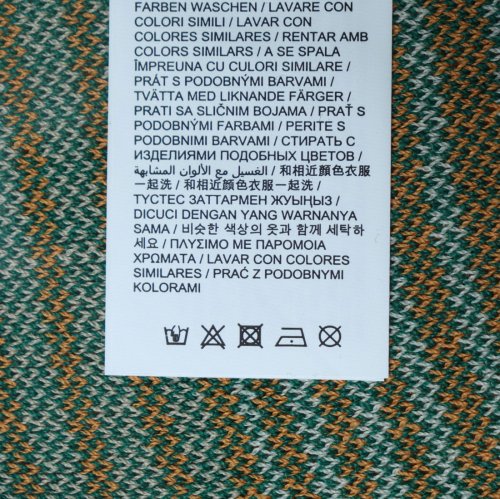 FARBEN WASCHEN / LAVARE CON
COLORI SIMILI / LAVAR CON
COLORES SIMILARES / RENTAR AMB
COLORS SIMILARS / A SE SPALA
ÎMPREUNA CU CULORI SIMILARE /
PRÁT S PODOBNÝMI BARVAMI /
TVÄTTA MED LIKNANDE FÄRGER /
PRATI SA SLIČNIM BOJAMA / PRAŤ S
PODOBNÝMI FARBAMI / PERITE S
PODOBNIMI BARVAMI / СТИРАТЬ С
ИЗДЕЛИЯМИ ПОДОБНЫХ ЦВЕТОВ /
الغسيل مع الألوان المشابهة / 和相近顏色衣服
一起洗 / 和相近颜色衣服一起洗 /
ТҮСТЕС ЗАТТАРМЕН ЖУЫҢЫЗ /
DICUCI DENGAN YANG WARNANYA
SAMA / 비슷한 색상의 옷과 함께 세탁하
세요 / ΠΛΥΣΙΜΟ ΜΕ ΠΑΡΟΜΟΙΑ
ΧΡΩΜΑΤΑ / LAVAR CON COLORES
SIMILARES / PRAĆ Z PODOBNYMI
KOLORAMI